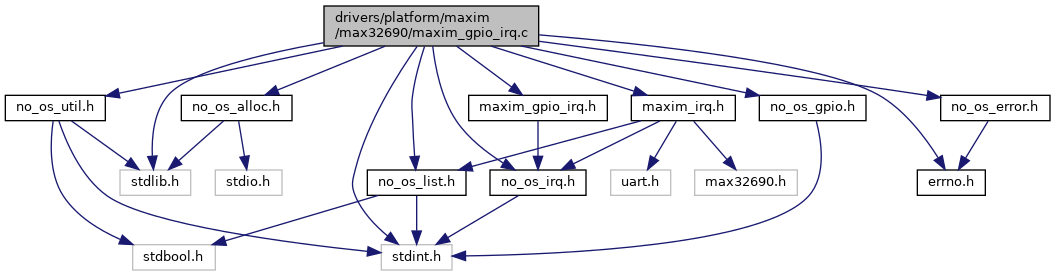 drivers/platform/maxim
/max32690/maxim_gpio_irq.c
no_os_util.h
no_os_alloc.h
maxim_gpio_irq.h
maxim_irq.h
no_os_gpio.h
no_os_error.h
stdlib.h
stdio.h
no_os_list.h
no_os_irq.h
uart.h
max32690.h
errno.h
stdbool.h
stdint.h